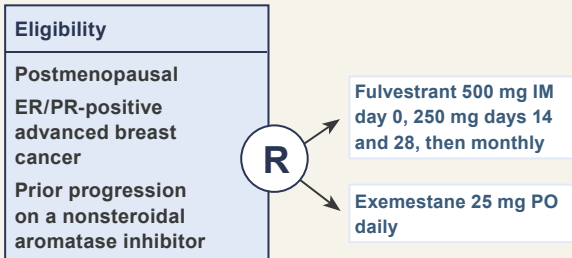 Eligibility
Postmenopausal
ER/PR-positive
advanced breast
cancer
Prior progression
on a nonsteroidal
aromatase inhibitor
R
Fulvestrant 500 mg IM
day 0, 250 mg days 14
and 28, then monthly
Exemestane 25 mg PO
daily